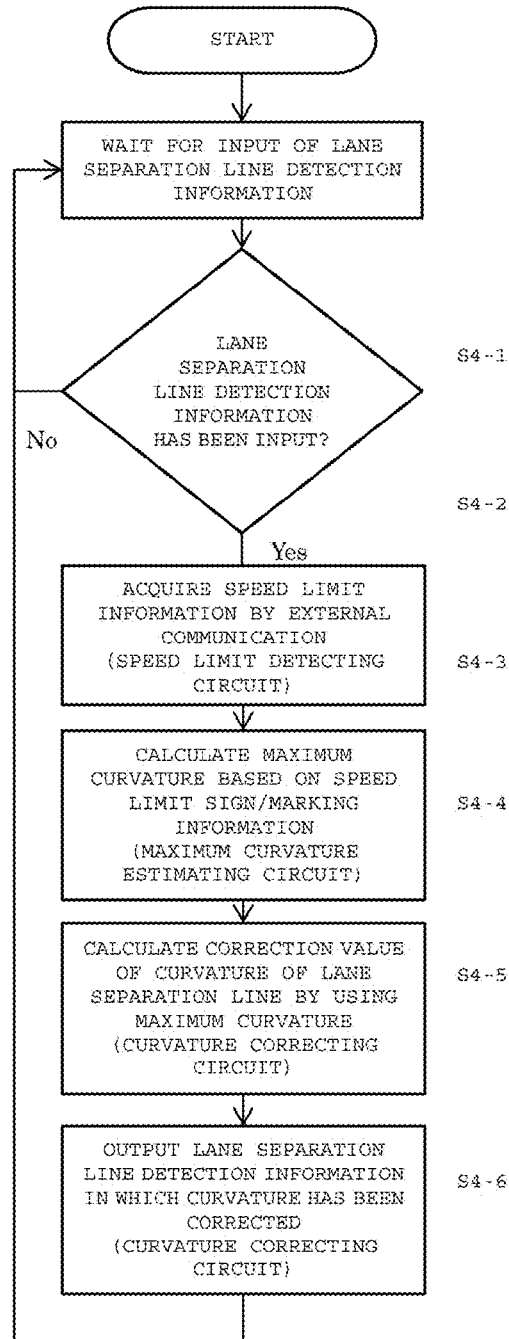 START
WAIT FOR INPUT OF LANE
SEPARATION LINE DETECTION
INFORMATION
LANE
SEPARATION
LINE DETECTION
INFORMATION
HAS BEEN INPUT?
S4-1
No
S4-2
Yes
ACQUIRE SPEED LIMIT
INFORMATION BY EXTERNAL
COMMUNICATION
(SPEED LIMIT DETECTING
CIRCUIT)
S4-3
CALCULATE MAXIMUM
CURVATURE BASED ON SPEED
LIMIT SIGN/MARKING
INFORMATION
(MAXIMUM CURVATURE
ESTIMATING CIRCUIT)
S4-4
CALCULATE CORRECTION VALUE
OF CURVATURE OF LANE
SEPARATION LINE BY USING
MAXIMUM CURVATURE
(CURVATURE CORRECTING
CIRCUIT)
S4-5
OUTPUT LANE SEPARATION
LINE DETECTION INFORMATION
IN WHICH CURVATURE HAS BEEN
CORRECTED
(CURVATURE CORRECTING
CIRCUIT)
S4-6